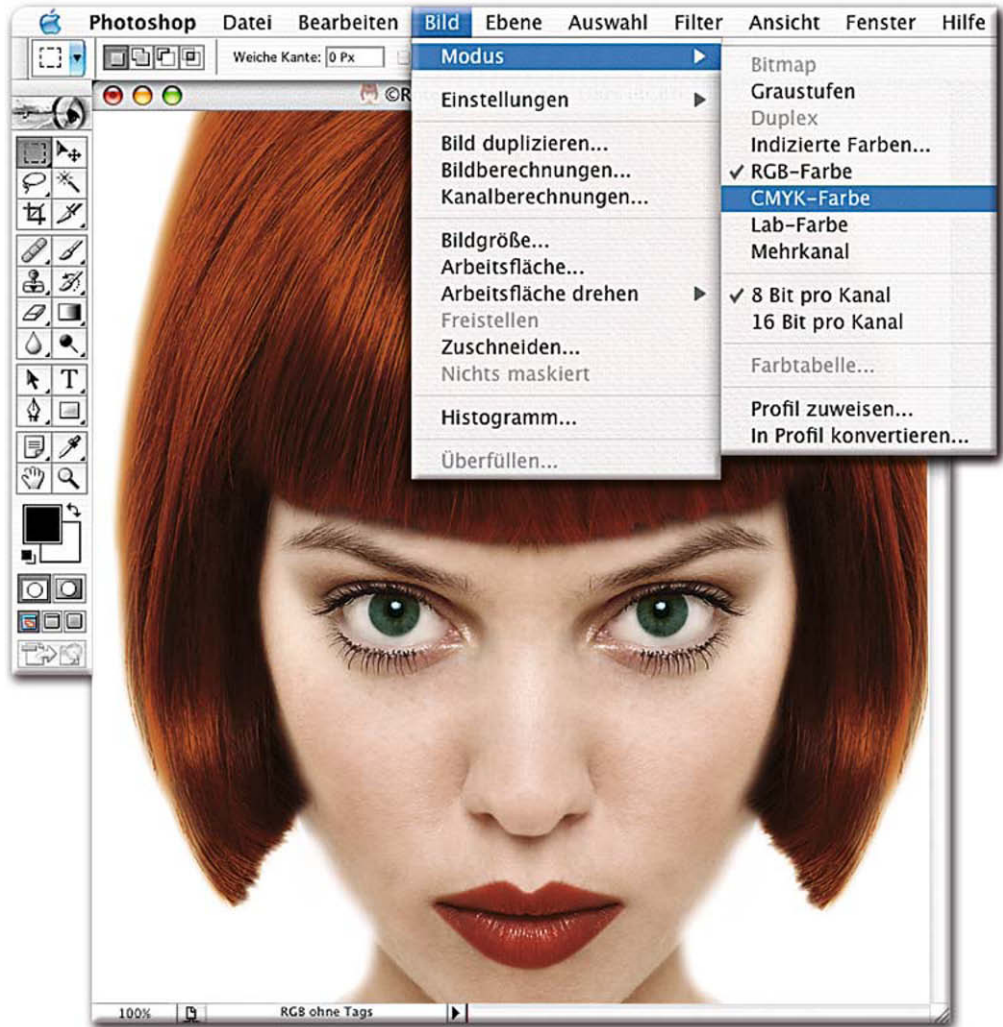 Photoshop Datei Bearbeiten Bild Ebene Auswahl Filter Ansicht Fenster Hilfe
Weiche Kante: 0 Px
©R
Modus
Einstellungen
Bild duplizieren...
Bildberechnungen...
Kanalberechnungen...
Bildgröße...
Arbeitsfläche...
Arbeitsfläche drehen
Freistellen
Zuschneiden...
Nichts maskiert
Histogramm...
Überfüllen...
Bitmap
Graustufen
Duplex
Indizierte Farben...
✓ RGB-Farbe
CMYK-Farbe
Lab-Farbe
Mehrkanal
✓ 8 Bit pro Kanal
16 Bit pro Kanal
Farbtabelle...
Profil zuweisen...
In Profil konvertieren...
T
100% RGB ohne Tags